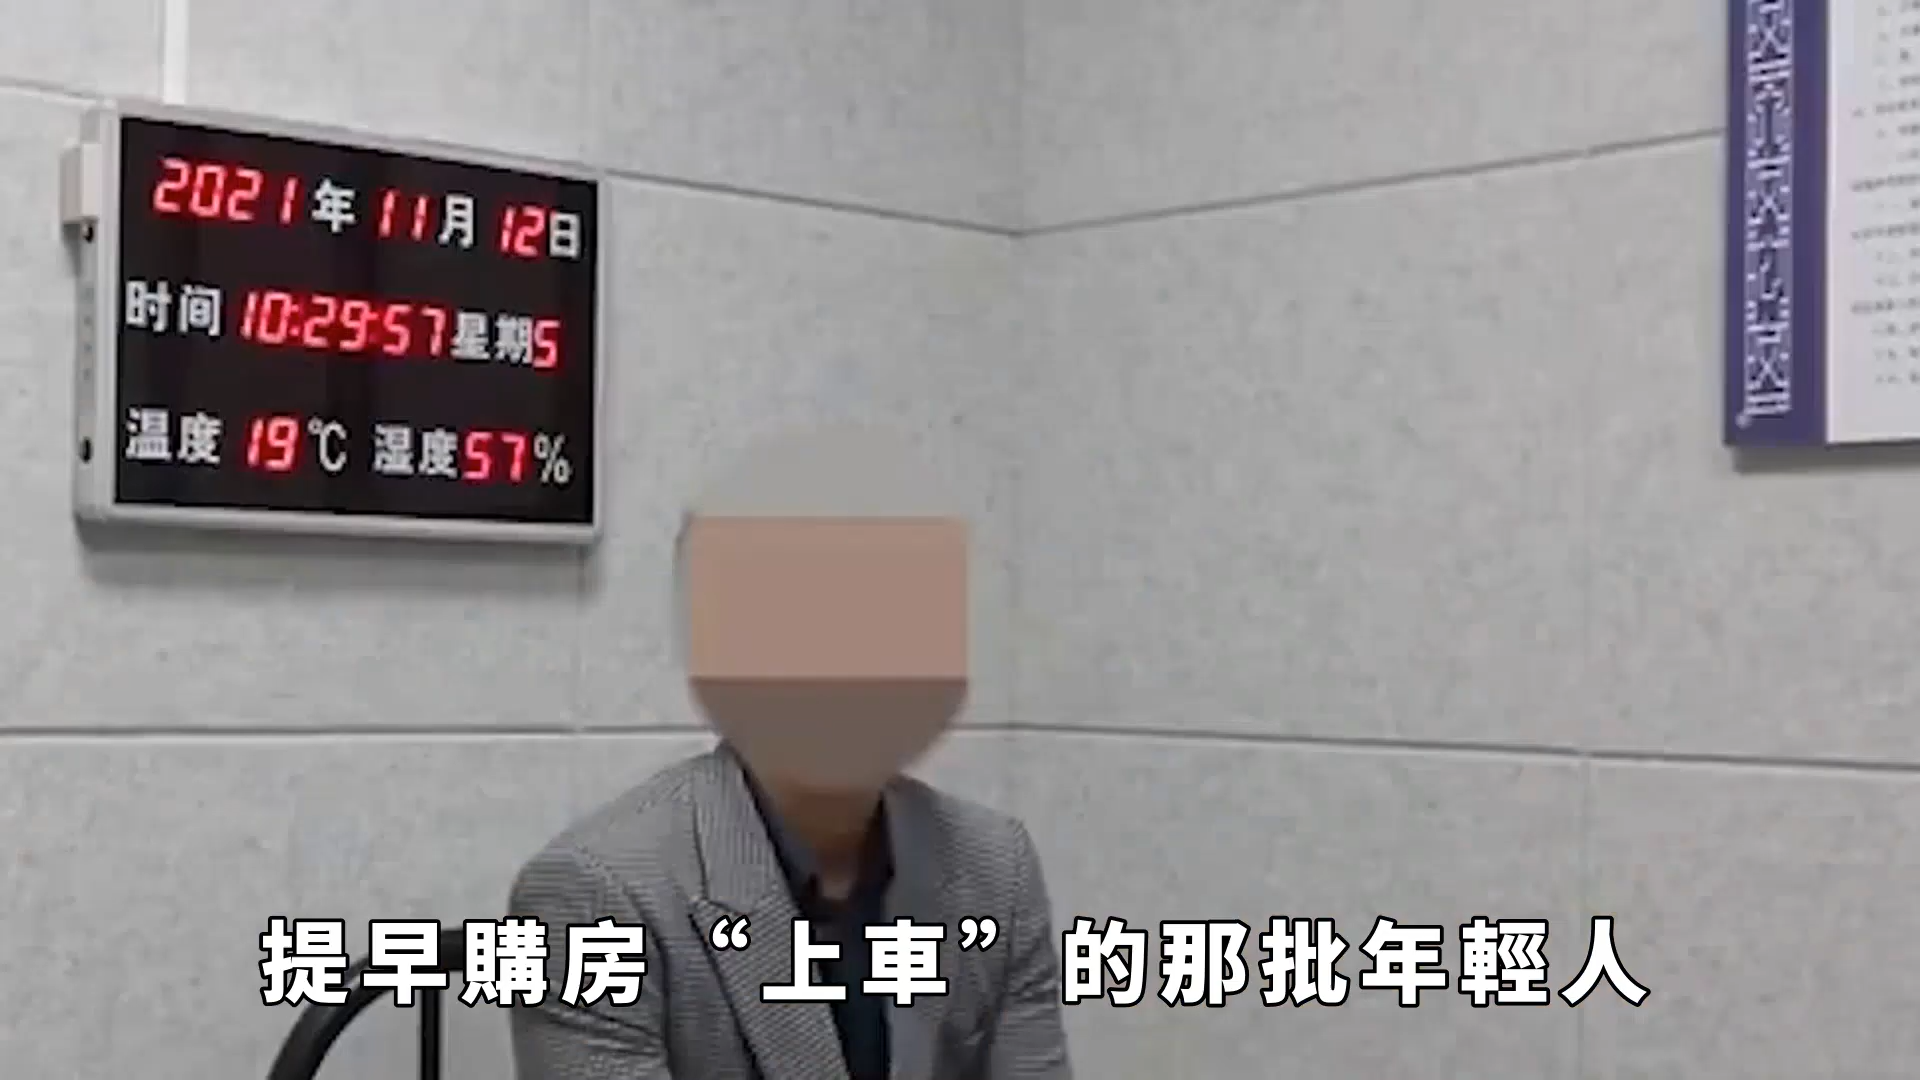 2021年11月12日
时间10:29:57星期5
温度19℃ 湿度57%
提早購房“上車”的那批年輕人